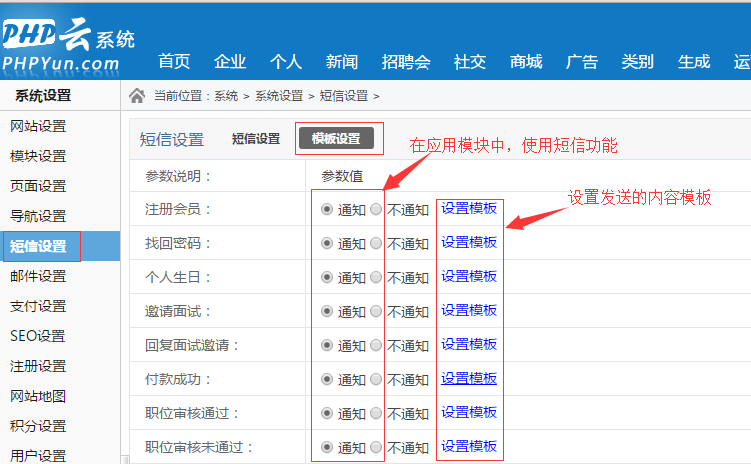 PHP云系统
PHPYun.com
首页 企业 个人 新闻 招聘会 社交 商城 广告 类别 生成 运
系统设置
当前位置：系统 > 系统设置 > 短信设置 >
网站设置
模块设置
页面设置
导航设置
短信设置
邮件设置
支付设置
SEO设置
注册设置
网站地图
积分设置
用户设置
短信设置 短信设置 模板设置
在应用模块中，使用短信功能
参数说明： 参数值
设置发送的内容模板
注册会员： 通知 不通知 设置模板
找回密码： 通知 不通知 设置模板
个人生日： 通知 不通知 设置模板
邀请面试： 通知 不通知 设置模板
回复面试邀请： 通知 不通知 设置模板
付款成功： 通知 不通知 设置模板
职位审核通过： 通知 不通知 设置模板
职位审核未通过： 通知 不通知 设置模板